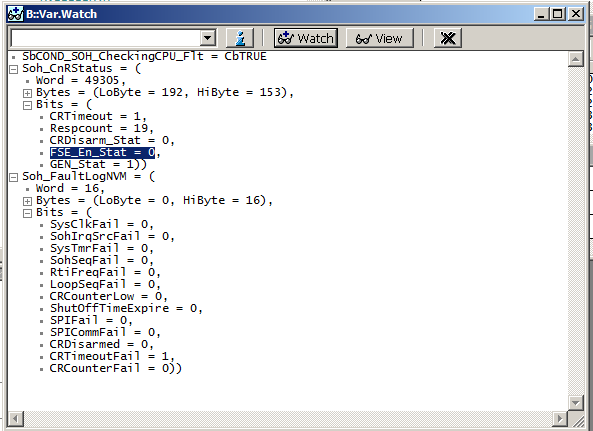 B::Var.Watch
Watch View
SbCOND_SOH_CheckingCPU_Flt = CbTRUE
Soh_CnRStatus = (
Word = 49305,
Bytes = (LoByte = 192, HiByte = 153),
Bits = (
CRTimeout = 1,
Respcount = 19,
CRDisarm_Stat = 0,
FSE_En_Stat = 0,
GEN_Stat = 1))
Soh_FaultLogNVM = (
Word = 16,
Bytes = (LoByte = 0, HiByte = 16),
Bits = (
SysClkFail = 0,
SohIrqSrcFail = 0,
SysTmrFail = 0,
SohSeqFail = 0,
RtiFreqFail = 0,
LoopSeqFail = 0,
CRCounterLow = 0,
ShutOffTimeExpire = 0,
SPIFail = 0,
SPICommFail = 0,
CRDisarmed = 0,
CRTimeoutFail = 1,
CRCounterFail = 0))